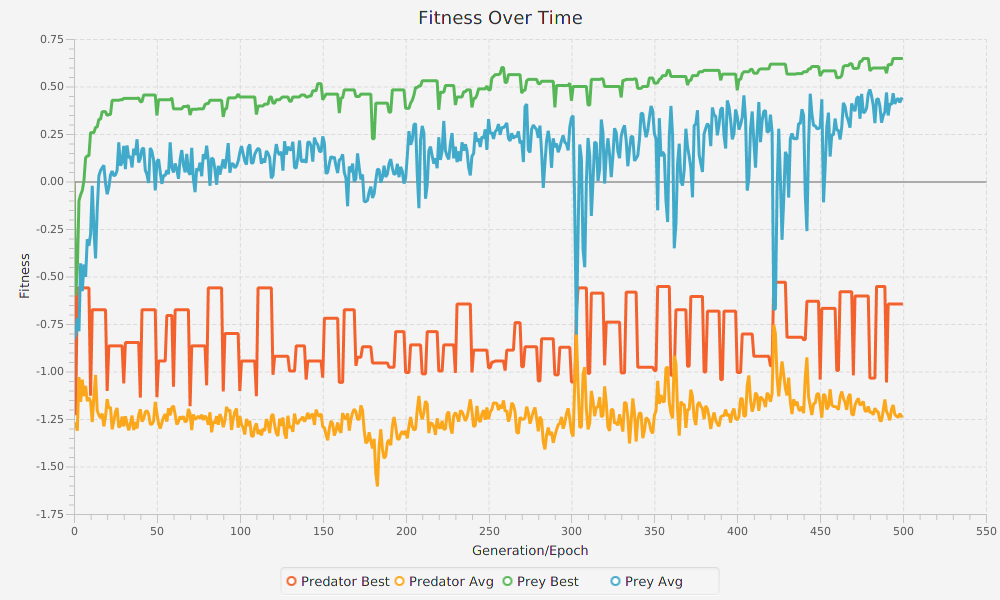 Fitness Over Time
0.75
0.50
0.25
0.00
-0.25
-0.50
-0.75
-1.00
-1.25
-1.50
-1.75
Fitness
0 50 100 150 200 250 300 350 400 450 500 550
Generation/Epoch
Predator Best Predator Avg Prey Best Prey Avg